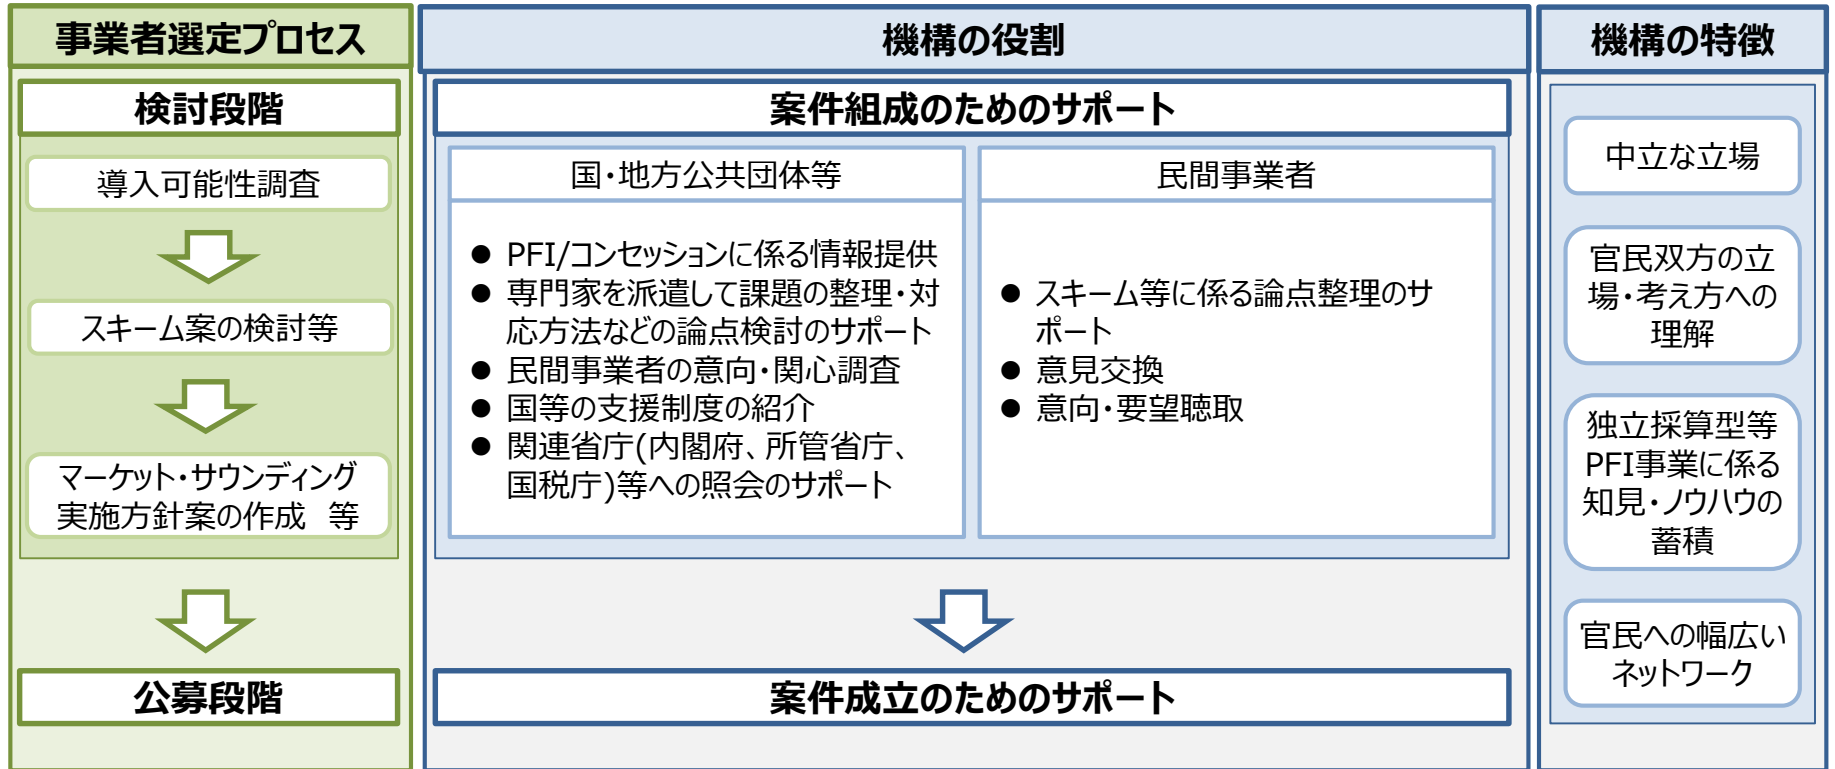 事業者選定プロセス
検討段階
導入可能性調査
スキーム案の検討等
マーケット・サウンディング
実施方針案の作成　等
公募段階
機構の役割
案件組成のためのサポート
国・地方公共団体等
● PFI/コンセッションに係る情報提供
● 専門家を派遣して課題の整理・対
応方法などの論点検討のサポート
● 民間事業者の意向・関心調査
● 国等の支援制度の紹介
● 関連省庁(内閣府、所管省庁、
国税庁)等への照会のサポート
民間事業者
● スキーム等に係る論点整理のサ
ポート
● 意見交換
● 意向・要望聴取
案件成立のためのサポート
機構の特徴
中立な立場
官民双方の立
場・考え方への
理解
独立採算型等
PFI事業に係る
知見・ノウハウの
蓄積
官民への幅広い
ネットワーク